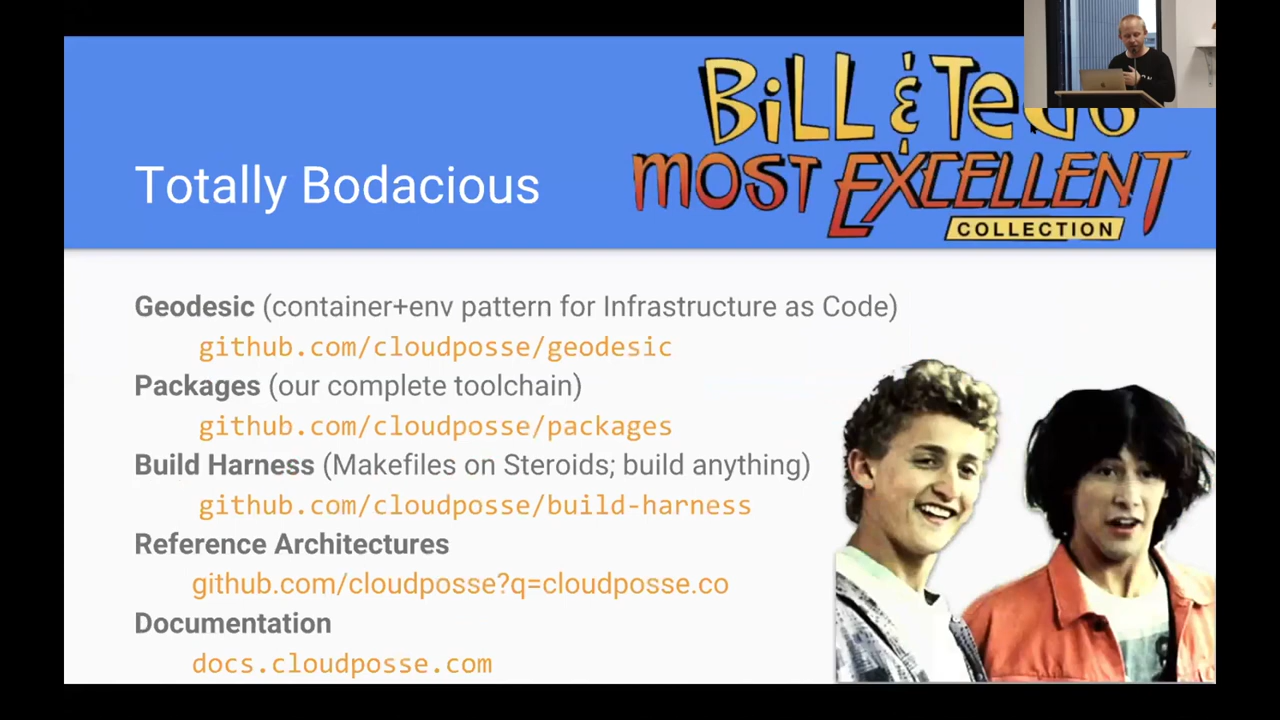 BiLL & TeD's
MOST EXCELLENT
COLLECTION
Totally Bodacious
Geodesic (container+env pattern for Infrastructure as Code)
github.com/cloudposse/geodesic
Packages (our complete toolchain)
github.com/cloudposse/packages
Build Harness (Makefiles on Steroids; build anything)
github.com/cloudposse/build-harness
Reference Architectures
github.com/cloudposse?q=cloudposse.co
Documentation
docs.cloudposse.com